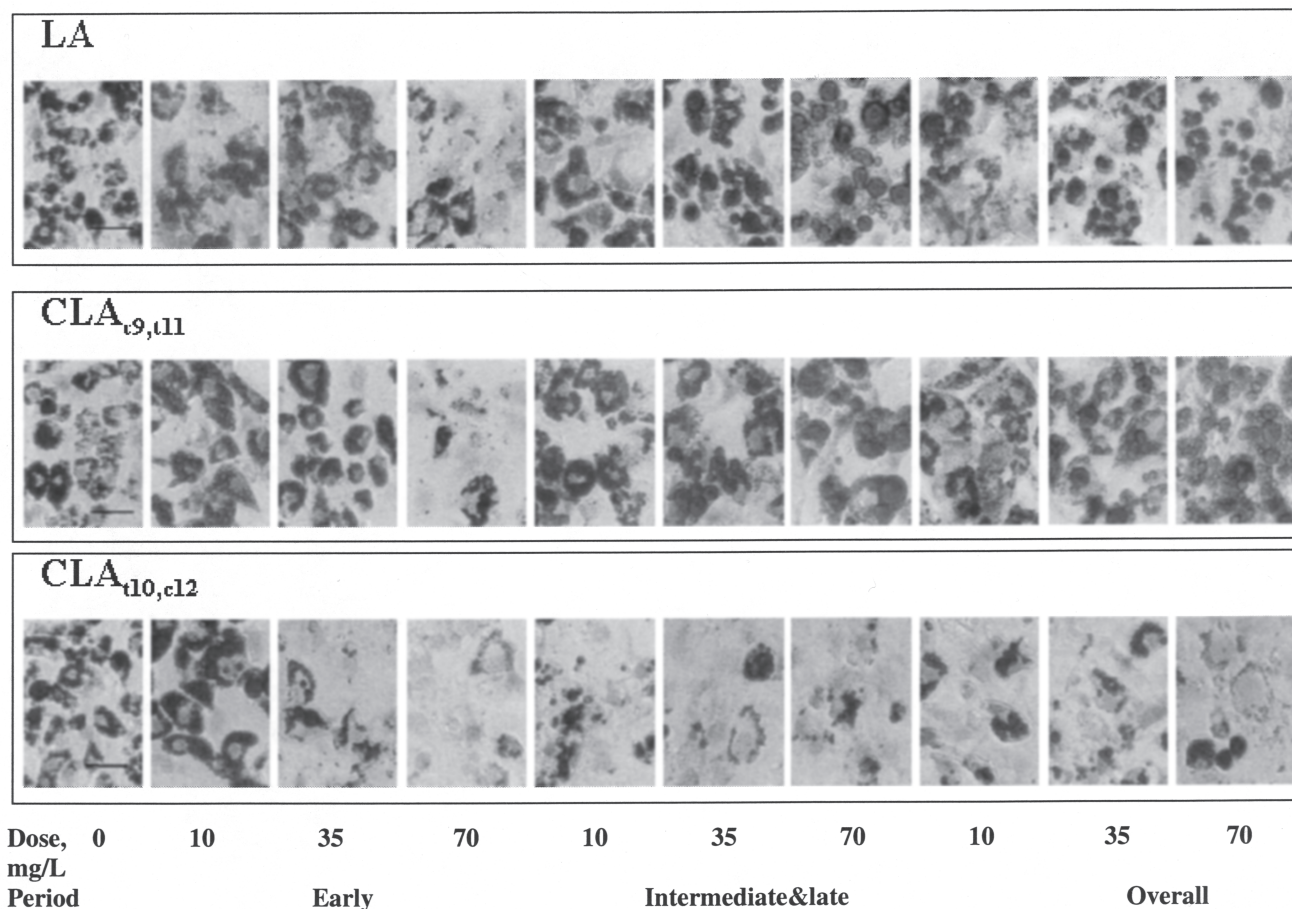 LA
CLAc9,t11
CLAt10,c12
Dose, 0 10 35 70 10 35 70 10 35 70
mg/L
Period Early Intermediate&late Overall